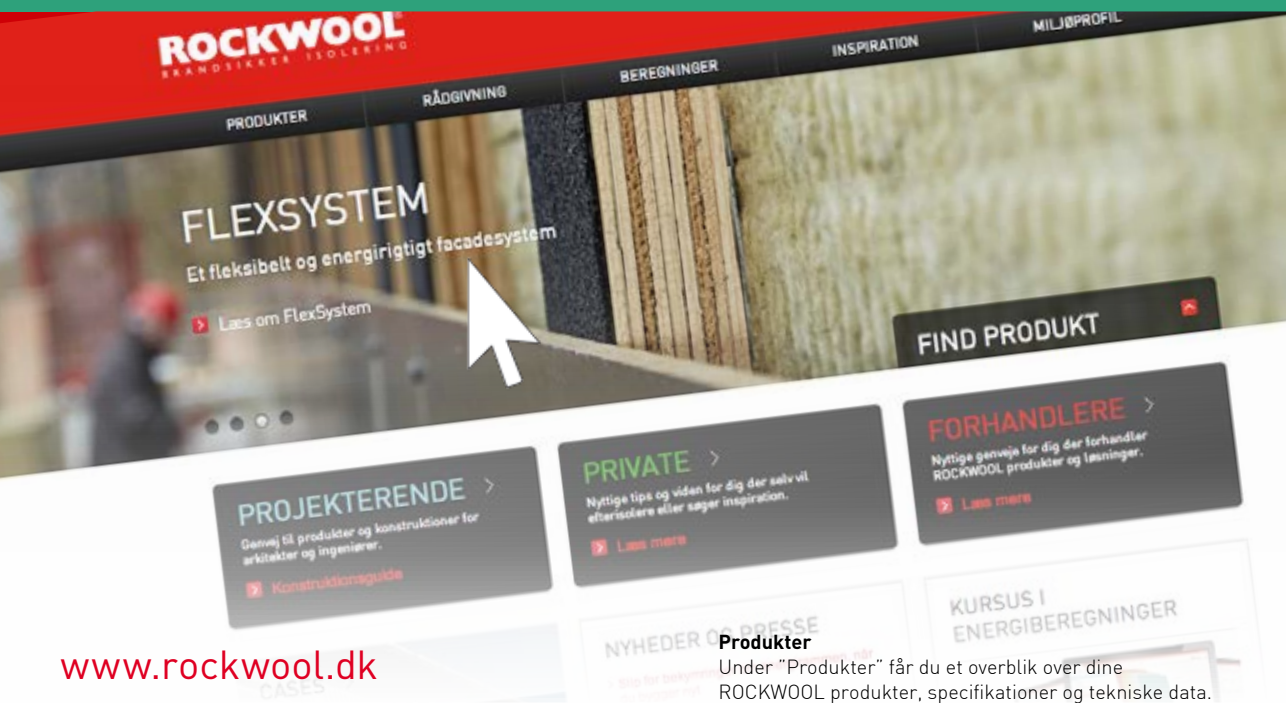 ROCKWOOL®
BRANDSIKKER ISOLERING
PRODUKTER
RÅDGIVNING
BEREGNINGER
INSPIRATION
MILJØPROFIL
FLEXSYSTEM
Et fleksibelt og energirigtigt facadesystem
Læs om FlexSystem
FIND PRODUKT
PROJEKTERENDE
Genvej til produkter og konstruktioner for
arkitekter og ingeniører.
Konstruktionsguide
PRIVATE
Nyttige tips og viden for dig der selv vil
efterisolere eller søger inspiration.
Læs mere
FORHANDLERE
Nyttige genveje for dig der forhandler
ROCKWOOL produkter og løsninger.
Læs mere
CASES
NYHEDER OG PRESSE
KURSUS I
ENERGIBEREGNINGER
www.rockwool.dk
Produkter
Under "Produkter" får du et overblik over dine
ROCKWOOL produkter, specifikationer og tekniske data.